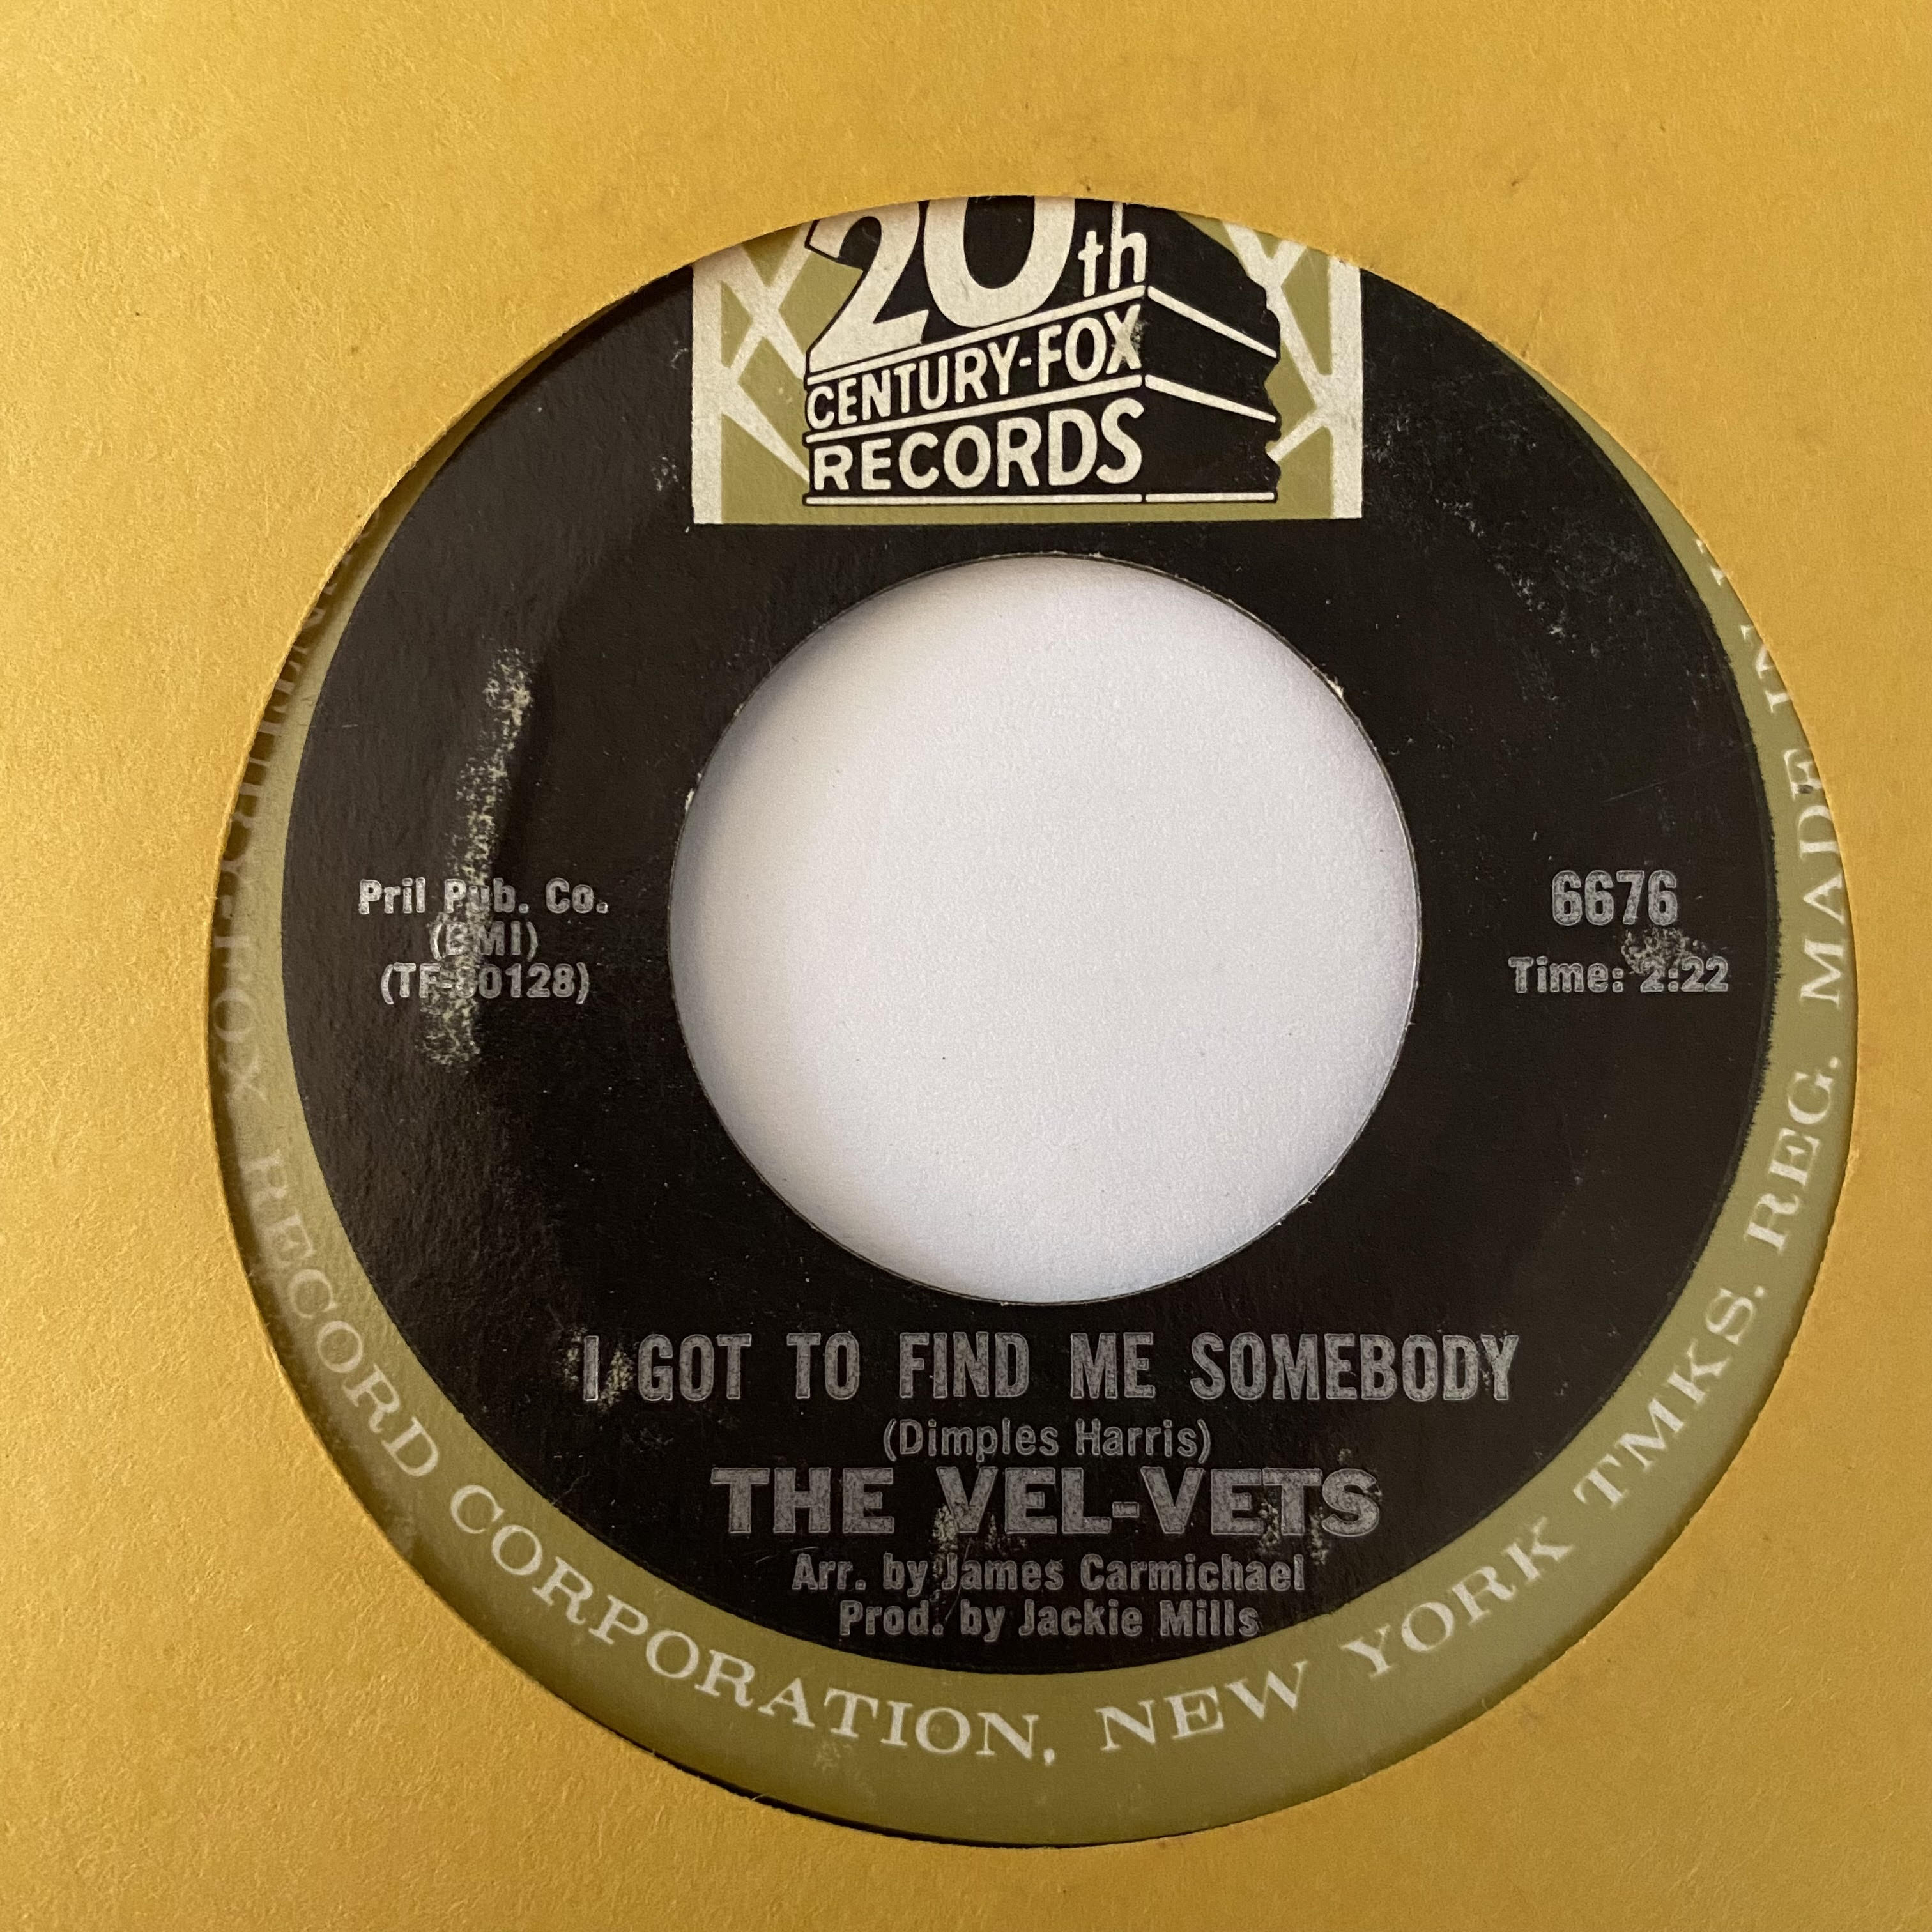 20th
CENTURY-FOX
RECORDS
Pril Pub. Co.
(BMI)
6676
Time: 2:22
I GOT TO FIND ME SOMEBODY
(Dimples Harris)
THE VEL-VETS
Arr. by James Carmichael
Prod. by Jackie Mills
RECORD CORPORATION, NEW YORK TMKS. REG. MADE IN